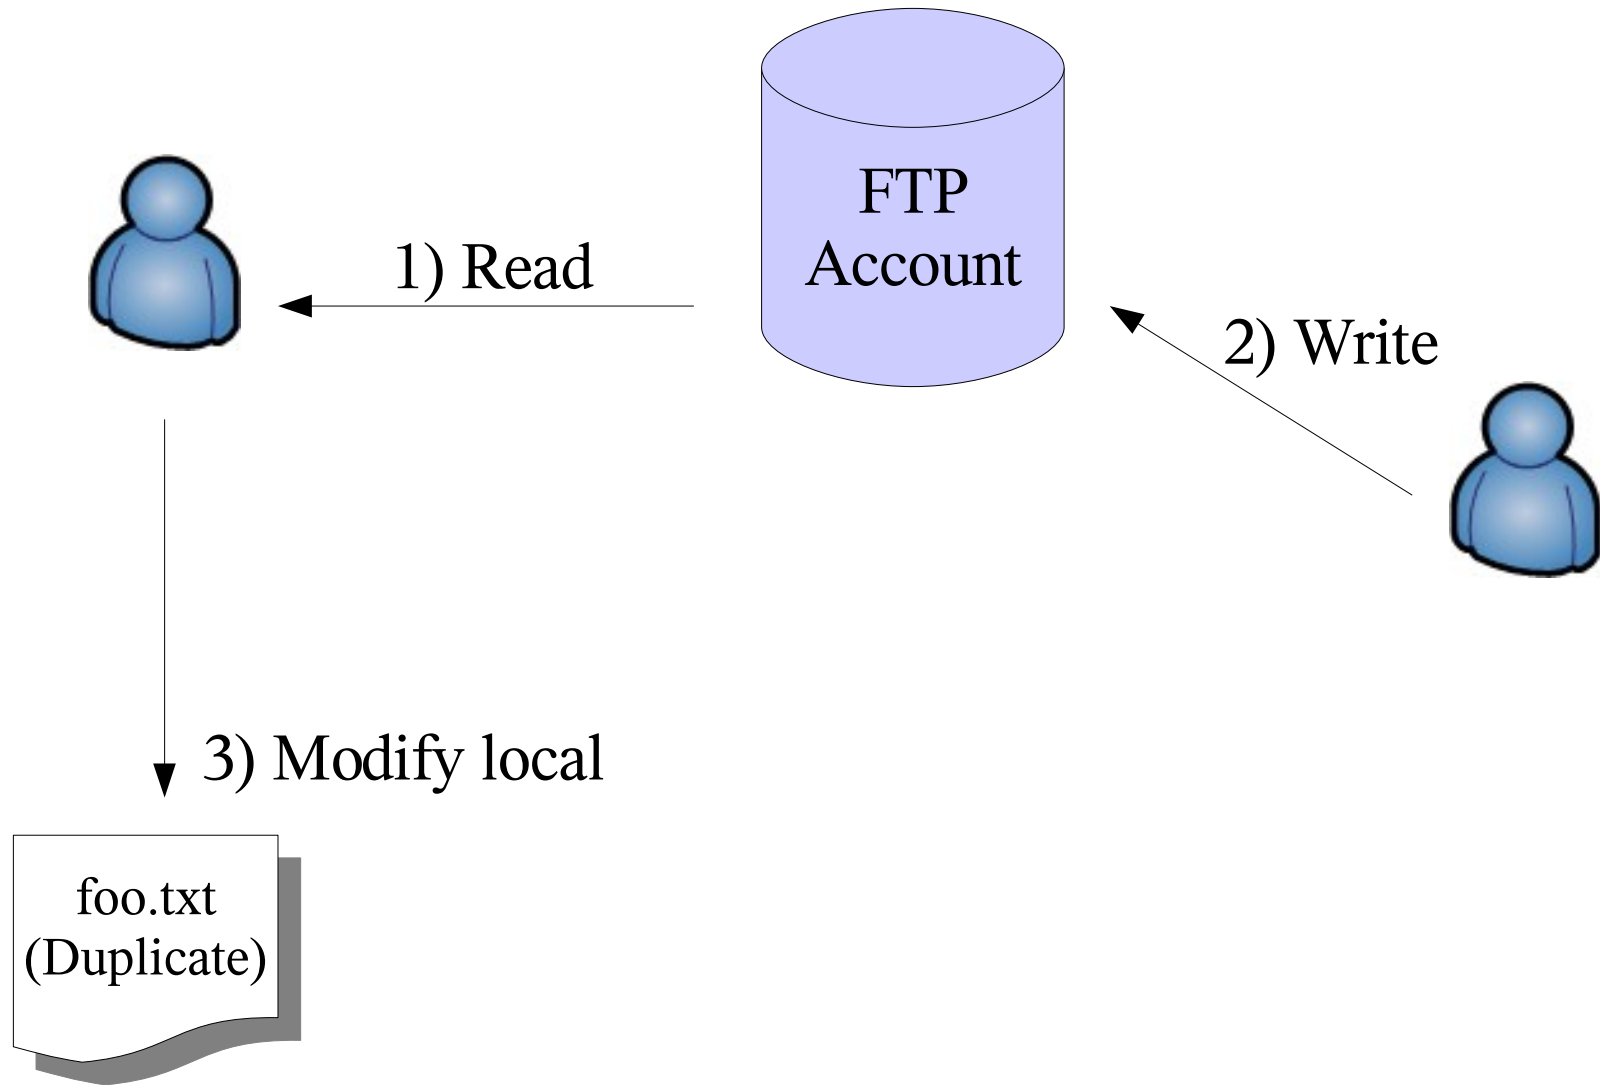 FTP
Account
1) Read
2) Write
3) Modify local
foo.txt
(Duplicate)